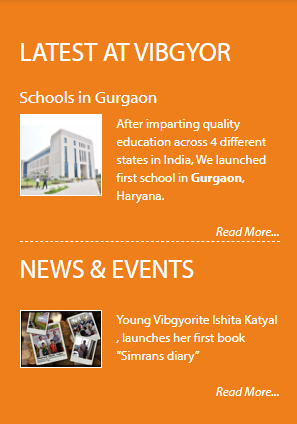 LATEST AT VIBGYOR
Schools in Gurgaon
After imparting quality
education across 4 different
states in India, We launched
first school in Gurgaon,
Haryana.
Read More...
NEWS & EVENTS
Young Vibgyorite Ishita Katyal
, launches her first book
“Simrans diary”
Read More...